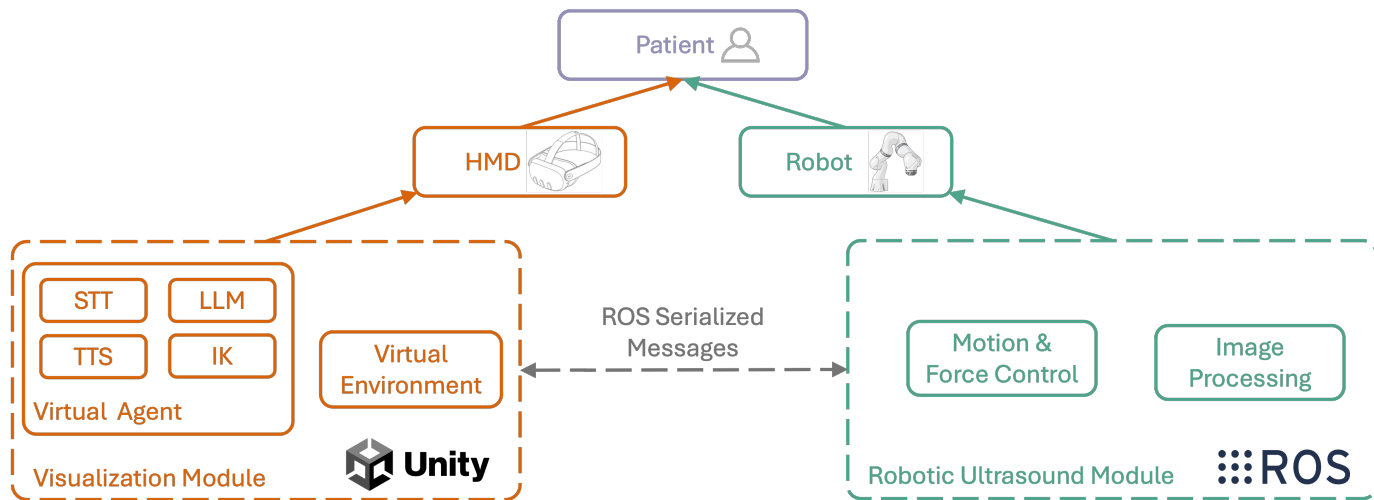 Patient
HMD
Robot
STT
LLM
TTS
IK
Virtual Agent
Virtual
Environment
Visualization Module
Unity
ROS Serialized
Messages
Motion &
Force Control
Image
Processing
Robotic Ultrasound Module
ROS